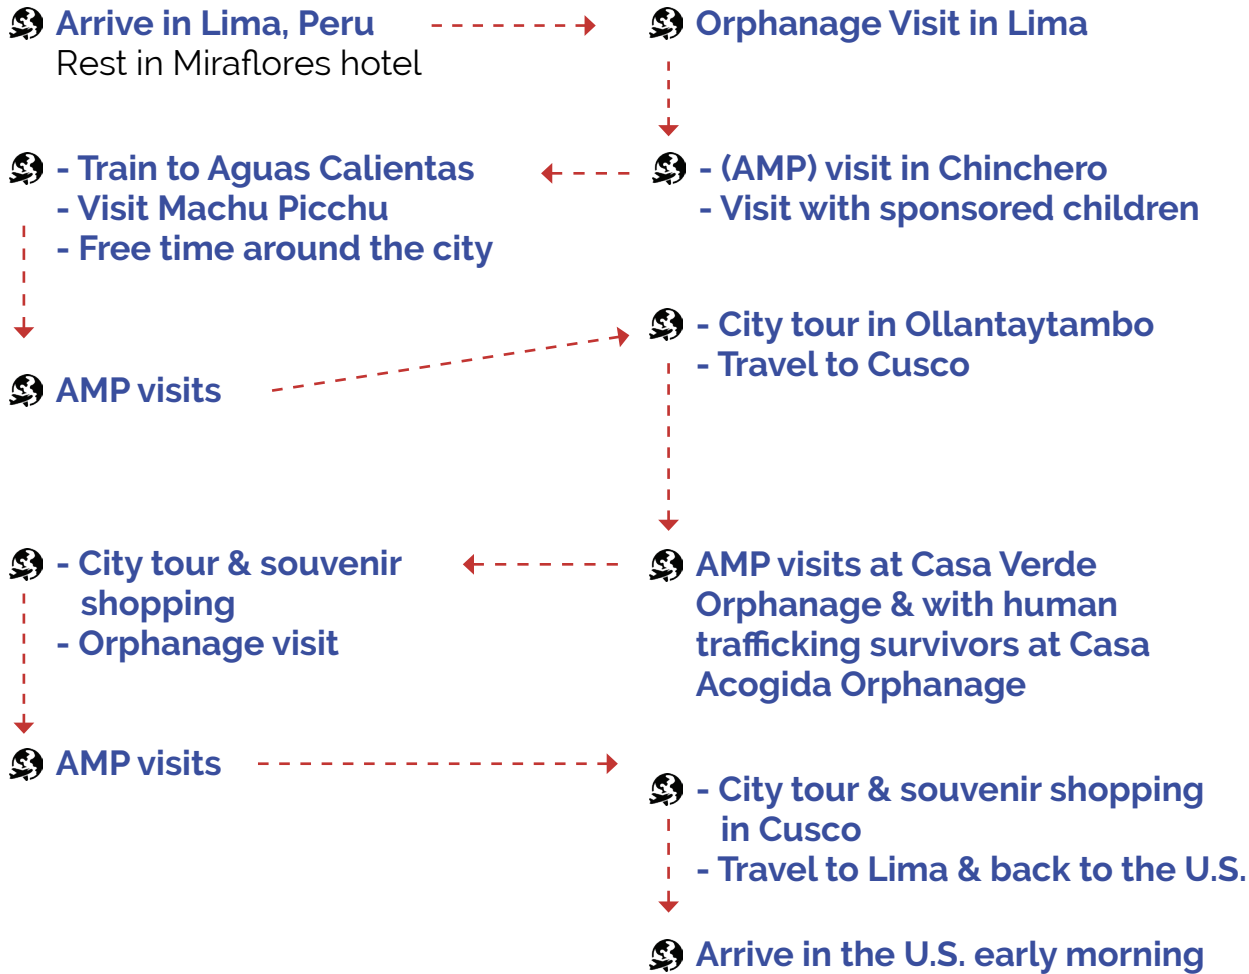 Arrive in Lima, Peru
Rest in Miraflores hotel
Orphanage Visit in Lima
- (AMP) visit in Chinchero
- Visit with sponsored children
- Train to Aguas Calientas
- Visit Machu Picchu
- Free time around the city
AMP visits
- City tour in Ollantaytambo
- Travel to Cusco
AMP visits at Casa Verde
Orphanage & with human
trafficking survivors at Casa
Acogida Orphanage
- City tour & souvenir
shopping
- Orphanage visit
AMP visits
- City tour & souvenir shopping
in Cusco
- Travel to Lima & back to the U.S.
Arrive in the U.S. early morning